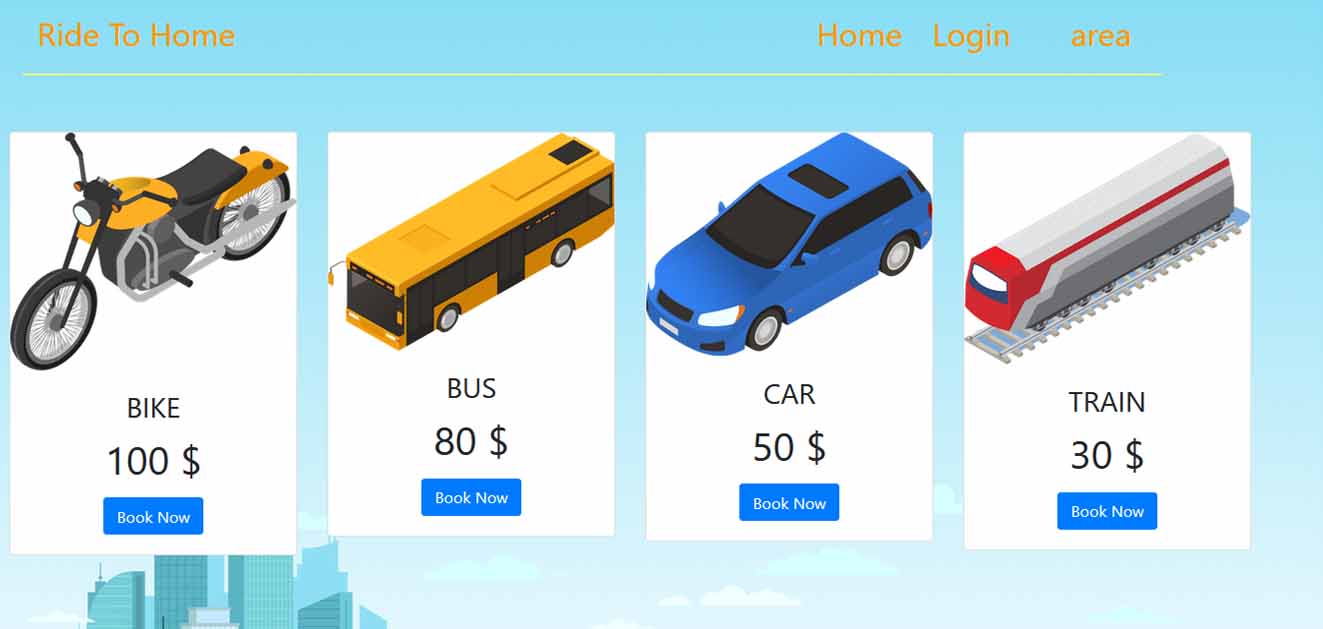 Ride To Home
Home Login area
BIKE
100 $
Book Now
BUS
80 $
Book Now
CAR
50 $
Book Now
TRAIN
30 $
Book Now